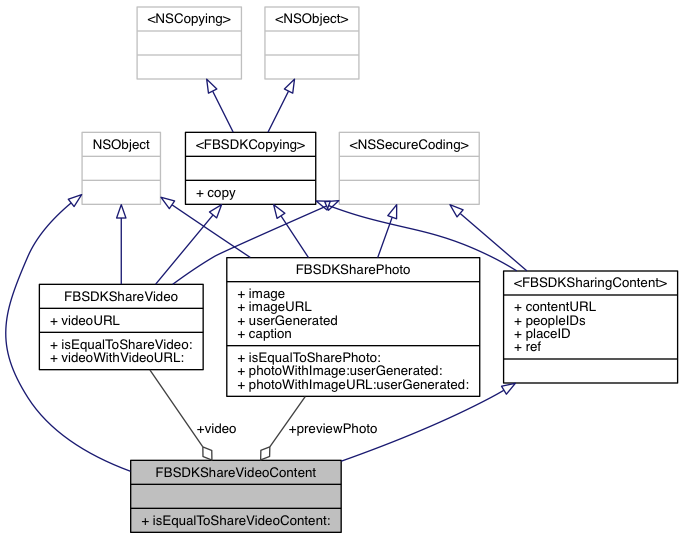 <NSCopying>
<NSObject>
NSObject
<FBSDKCopying>
+ copy
<NSSecureCoding>
FBSDKShareVideo
+ videoURL
+ isEqualToShareVideo:
+ videoWithVideoURL:
FBSDKSharePhoto
+ image
+ imageURL
+ userGenerated
+ caption
+ isEqualToSharePhoto:
+ photoWithImage:userGenerated:
+ photoWithImageURL:userGenerated:
<FBSDKSharingContent>
+ contentURL
+ peopleIDs
+ placeID
+ ref
+video
+previewPhoto
FBSDKShareVideoContent
+ isEqualToShareVideoContent: